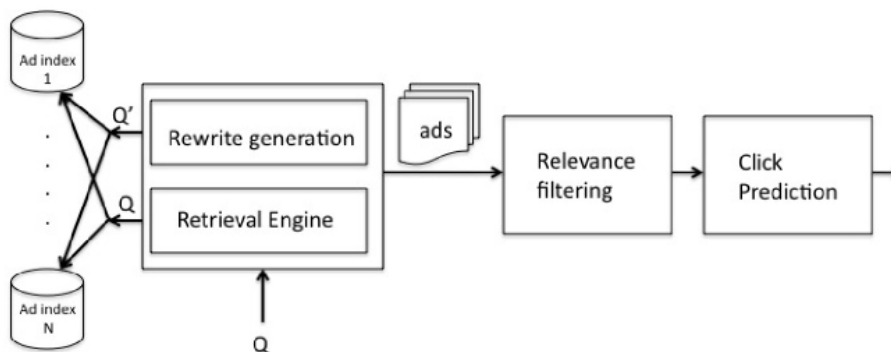 Ad index
1
Q'
Rewrite generation
ads
Relevance
filtering
Click
Prediction
Q
Retrieval Engine
Ad index
N
Q